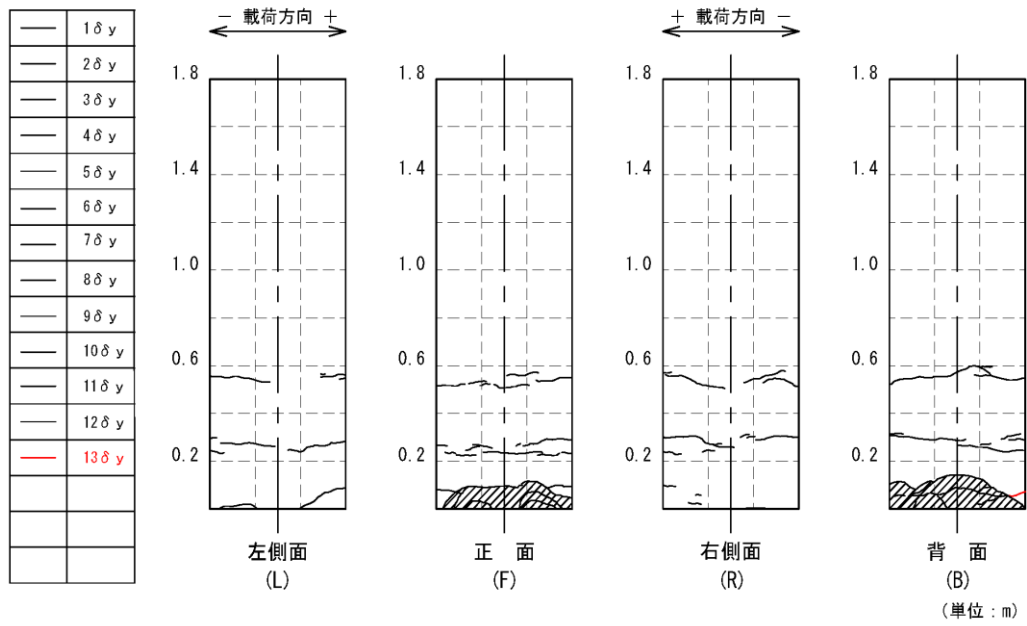 1δy
2δy
3δy
4δy
5δy
6δy
7δy
8δy
9δy
10δy
11δy
12δy
13δy
− 載荷方向 +
1.8
1.4
1.0
0.6
0.2
左側面
(L)
1.8
1.4
1.0
0.6
0.2
正 面
(F)
+ 載荷方向 −
1.8
1.4
1.0
0.6
0.2
右側面
(R)
1.8
1.4
1.0
0.6
0.2
背 面
(B)
(単位:m)